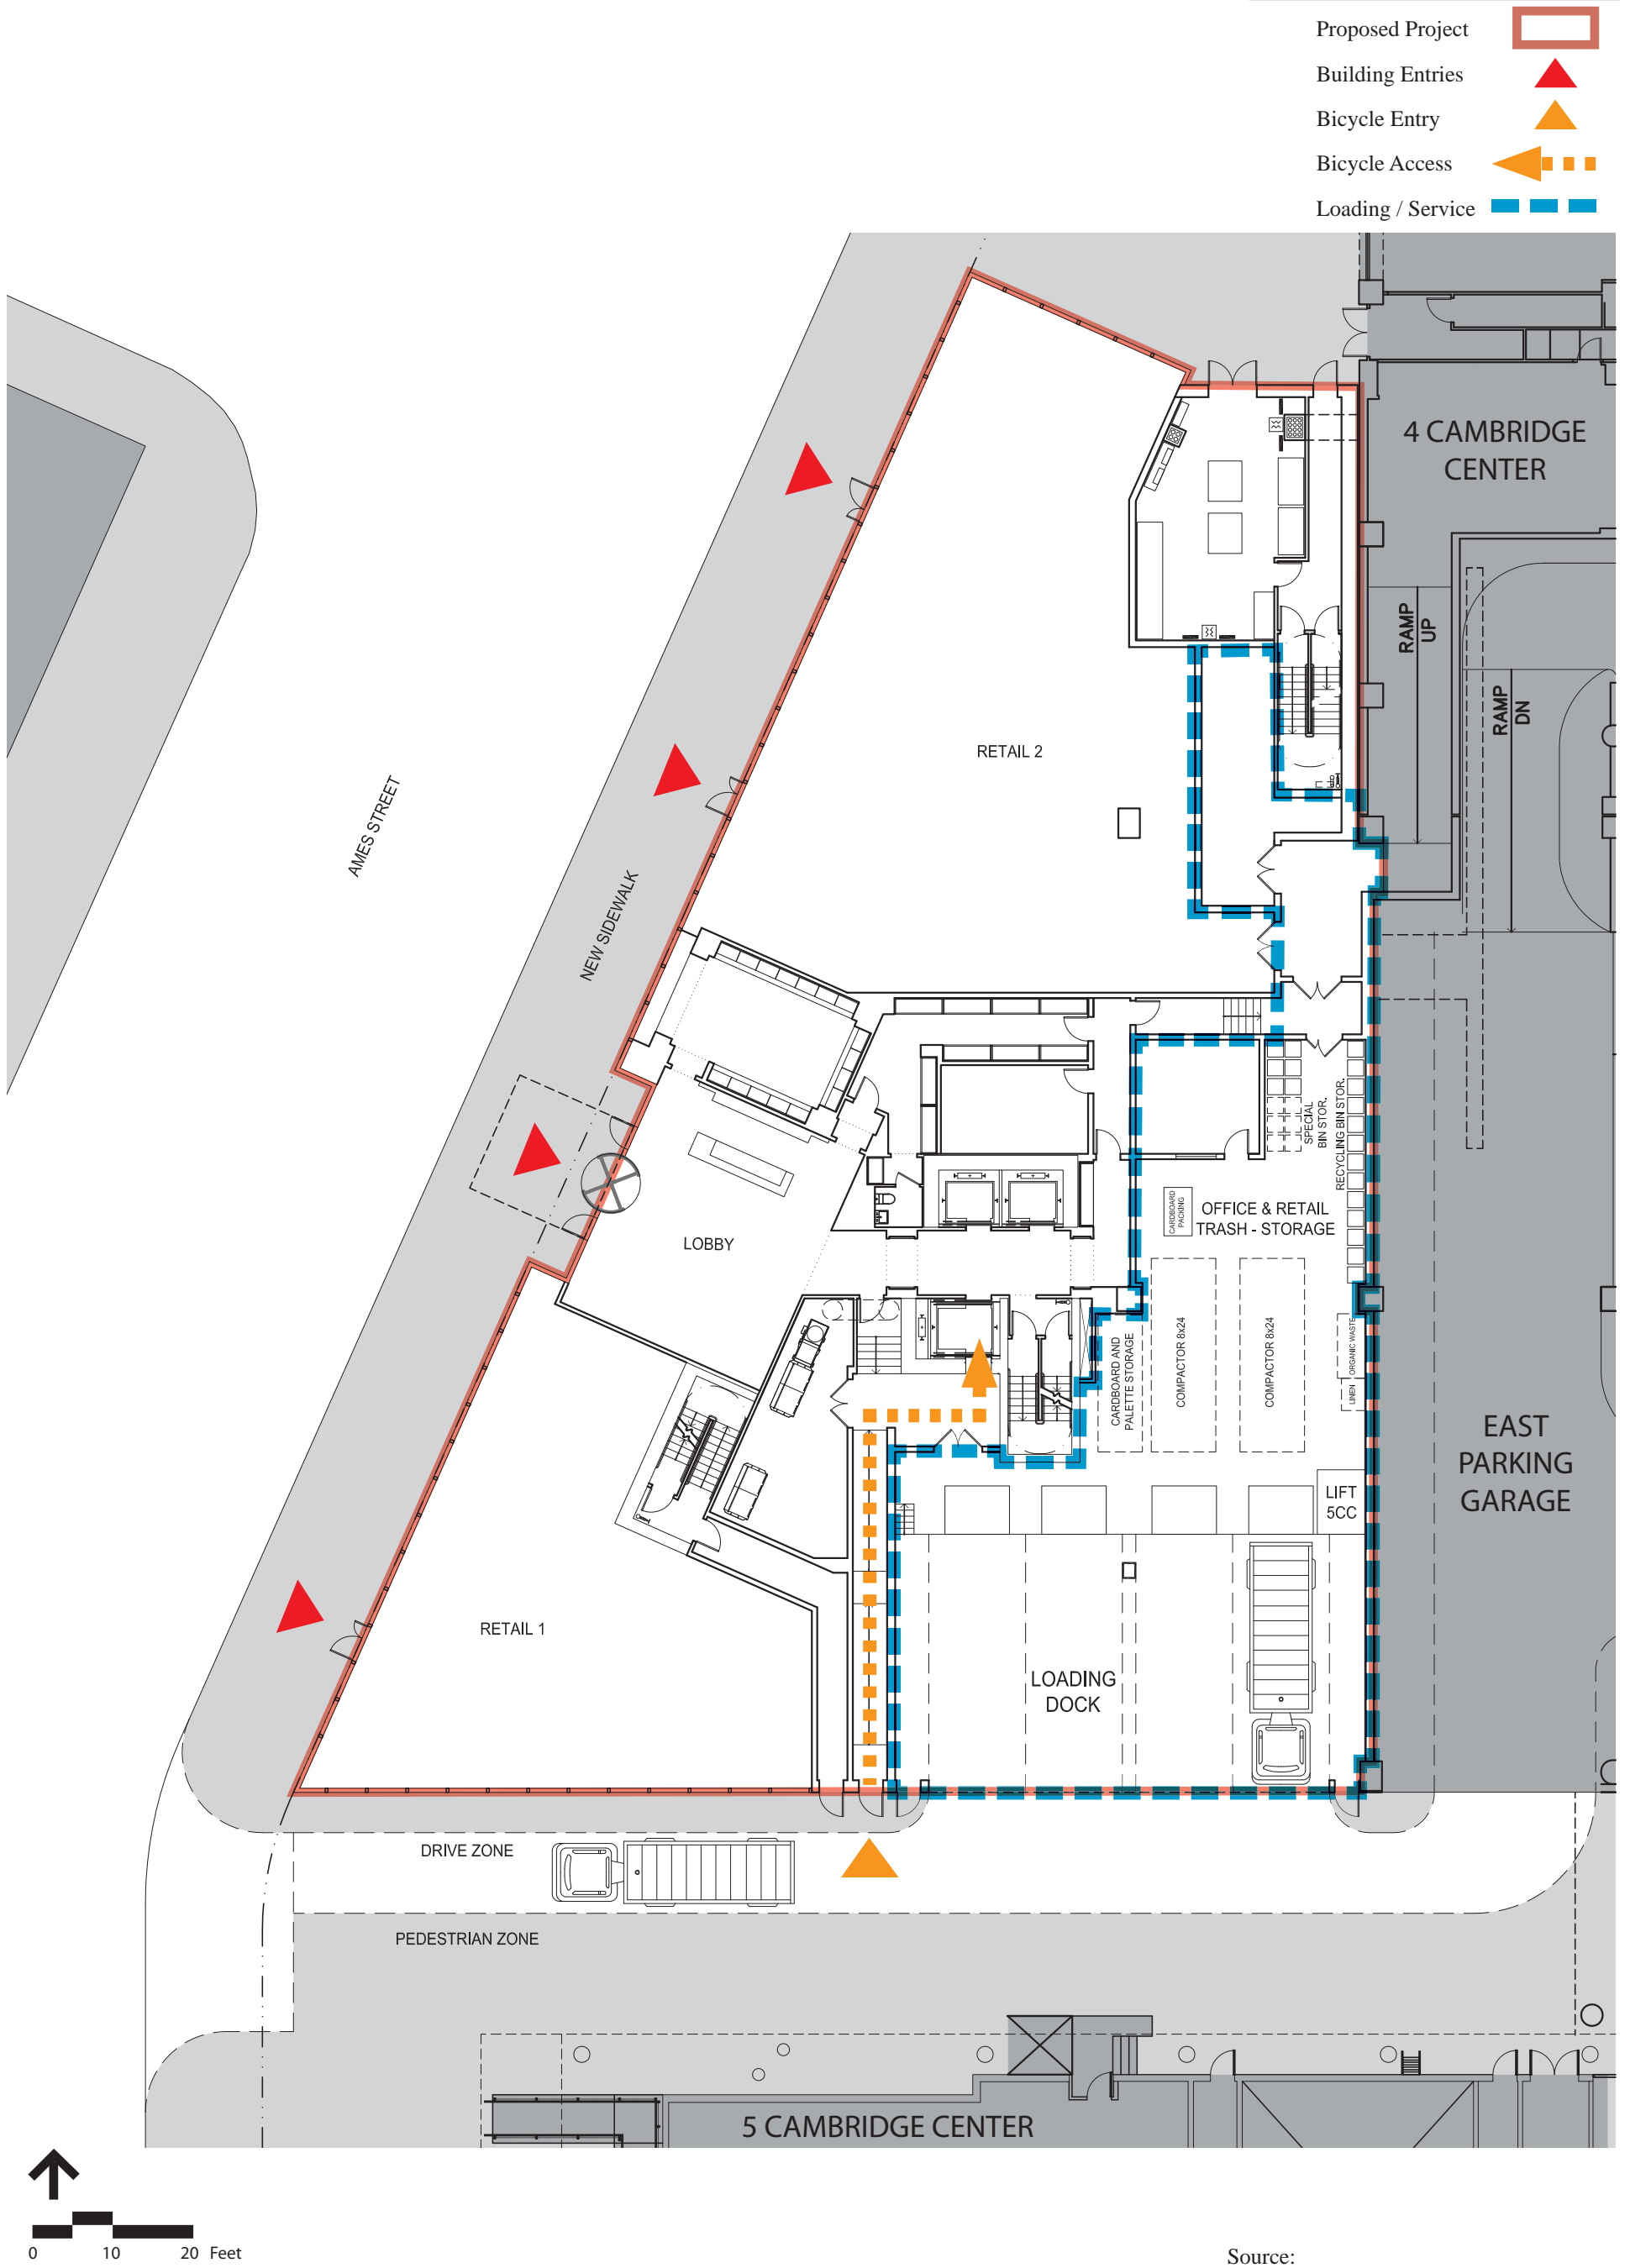 Proposed Project
Building Entries
Bicycle Entry
Bicycle Access
Loading / Service
4 CAMBRIDGE
CENTER
RAMP
UP
RAMP
DN
RETAIL 2
AMES STREET
NEW SIDEWALK
SPECIAL
BIN STOR.
RECYCLING BIN STOR.
CARDBOARD
PACKING
OFFICE & RETAIL
TRASH - STORAGE
LOBBY
CARDBOARD AND
PALETTE STORAGE
COMPACTOR 8x24
COMPACTOR 8x24
ORGANIC WASTE
LINEN
EAST
PARKING
GARAGE
LIFT
5CC
RETAIL 1
LOADING
DOCK
DRIVE ZONE
PEDESTRIAN ZONE
5 CAMBRIDGE CENTER
0 10 20 Feet
Source: